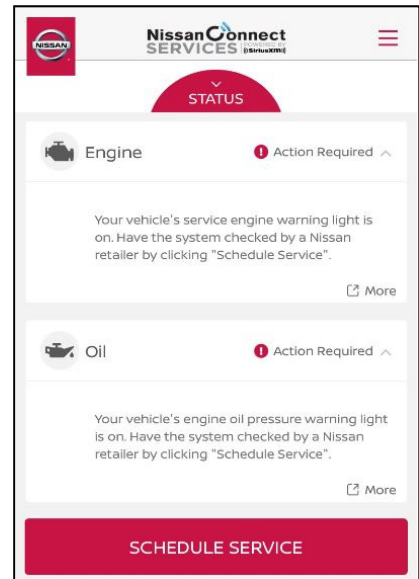 NISSAN
NissanConnect
SERVICES POWERED BY SiriusXM
STATUS
Engine
Action Required
Your vehicle's service engine warning light is
on. Have the system checked by a Nissan
retailer by clicking "Schedule Service".
More
Oil
Action Required
Your vehicle's engine oil pressure warning light
is on. Have the system checked by a Nissan
retailer by clicking "Schedule Service".
More
SCHEDULE SERVICE